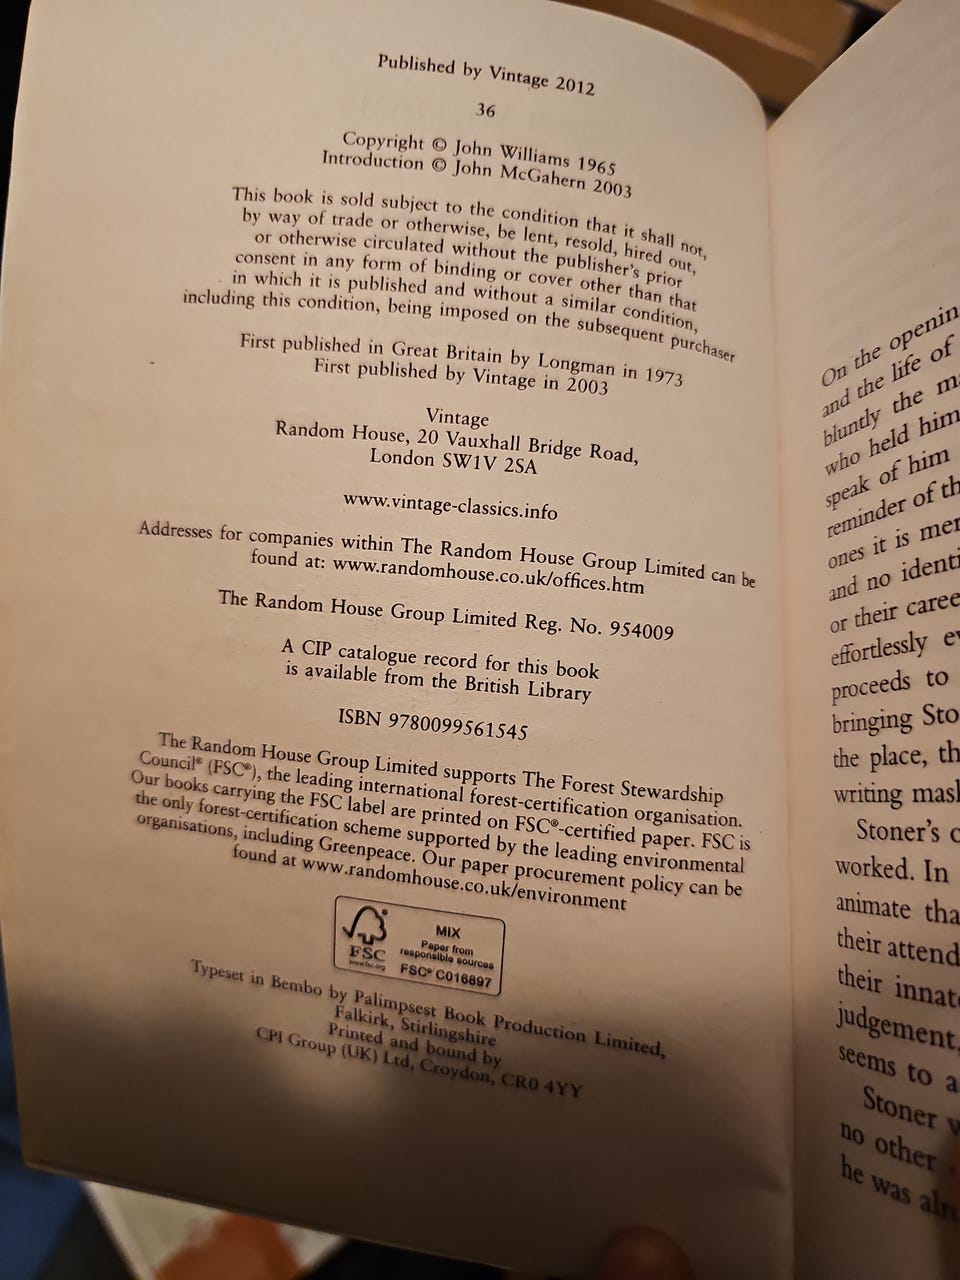 Published by Vintage 2012
36
Copyright © John Williams 1965
Introduction © John McGahern 2003
This book is sold subject to the condition that it shall not,
by way of trade or otherwise, be lent, resold, hired out,
or otherwise circulated without the publisher's prior
consent in any form of binding or cover other than that
in which it is published and without a similar condition,
including this condition, being imposed on the subsequent purchaser
First published in Great Britain by Longman in 1973
First published by Vintage in 2003
Vintage
Random House, 20 Vauxhall Bridge Road,
London SW1V 2SA
www.vintage-classics.info
Addresses for companies within The Random House Group Limited can be
found at: www.randomhouse.co.uk/offices.htm
The Random House Group Limited Reg. No. 954009
A CIP catalogue record for this book
is available from the British Library
ISBN 9780099561545
The Random House Group Limited supports The Forest Stewardship
Council® (FSC®), the leading international forest-certification organisation.
Our books carrying the FSC label are printed on FSC®-certified paper. FSC is
the only forest-certification scheme supported by the leading environmental
organisations, including Greenpeace. Our paper procurement policy can be
found at www.randomhouse.co.uk/environment
FSC
www.fsc.org
MIX
Paper from
responsible sources
FSC® C016897
Typeset in Bembo by Palimpsest Book Production Limited,
Falkirk, Stirlingshire
Printed and bound by
CPI Group (UK) Ltd, Croydon, CR0 4YY
On the openin
and the life of
bluntly the ma
who held him
speak of him
reminder of th
ones it is mer
and no identi
or their caree
effortlessly ev
proceeds to
bringing Sto
the place, th
writing mask
Stoner's c
worked. In
animate tha
their attend
their innat
judgement,
seems to a
Stoner w
no other
he was alr